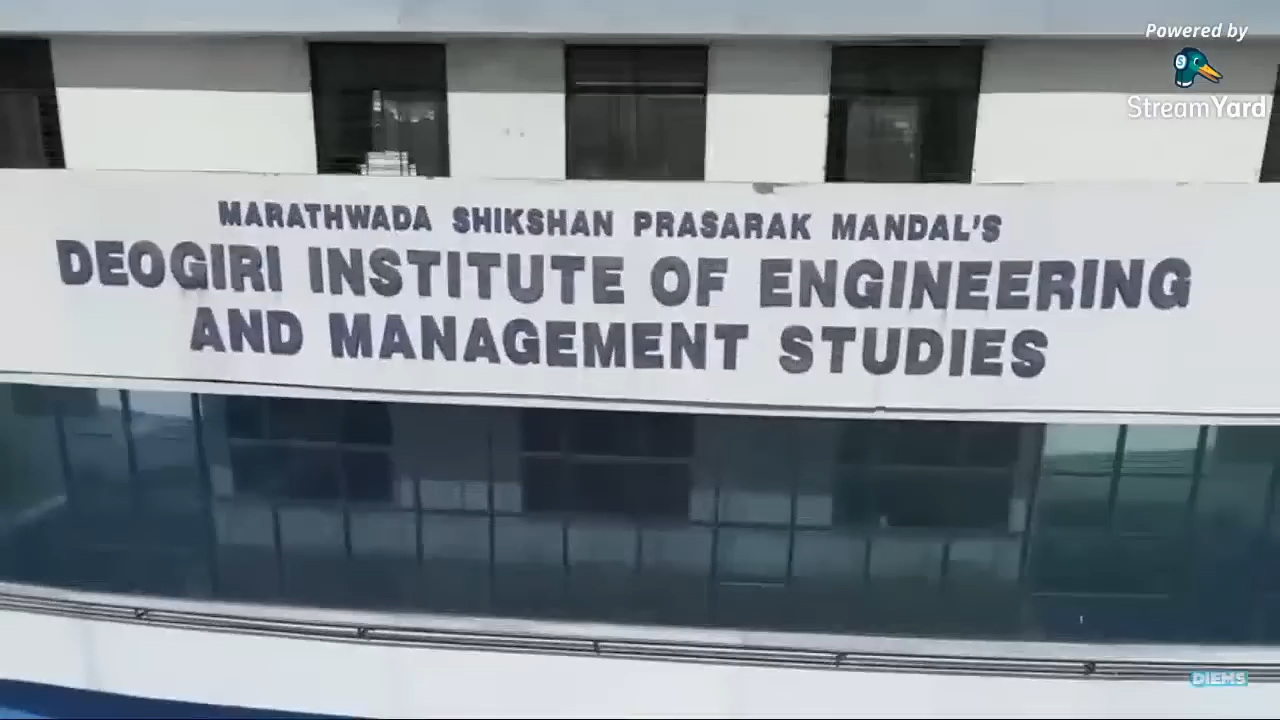 Powered by
StreamYard
MARATHWADA SHIKSHAN PRASARAK MANDAL'S
DEOGIRI INSTITUTE OF ENGINEERING
AND MANAGEMENT STUDIES
DIEMS